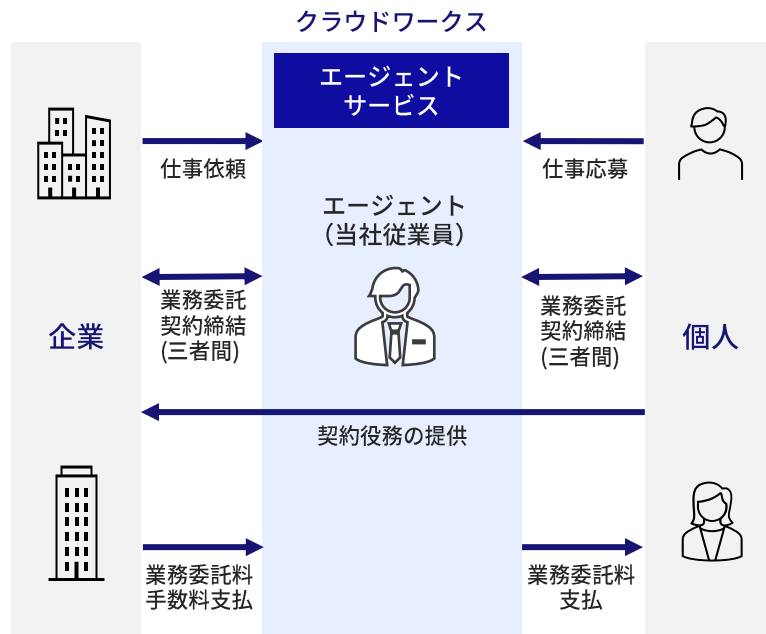 クラウドワークス
エージェント
サービス
仕事依頼
仕事応募
エージェント
（当社従業員）
業務委託
契約締結
(三者間)
業務委託
契約締結
(三者間)
企業
個人
契約役務の提供
業務委託料
手数料支払
業務委託料
支払